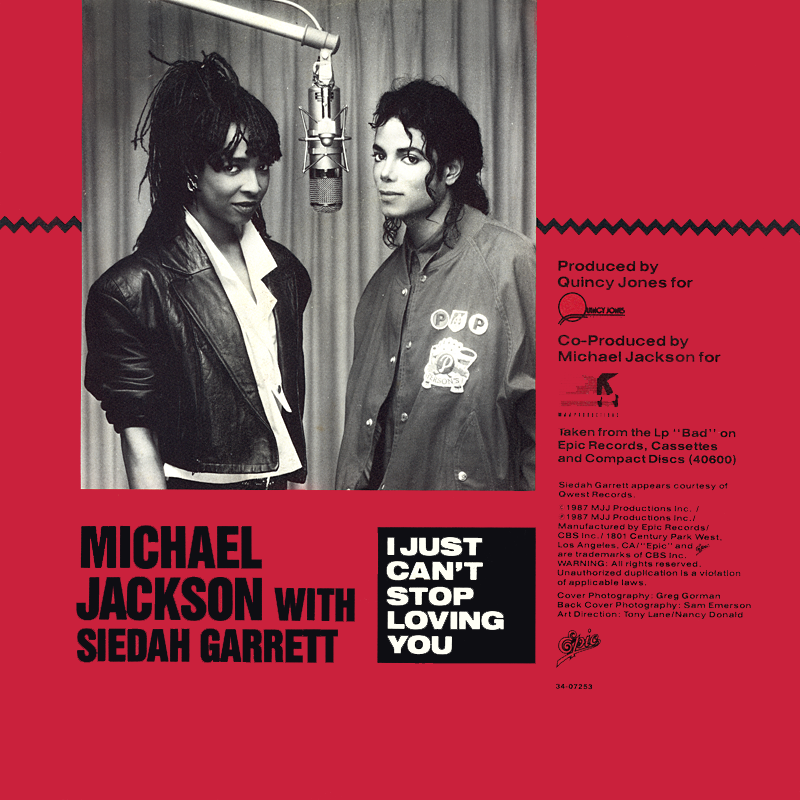 P P
MICHAEL
JACKSON WITH
SIEDAH GARRETT
I JUST
CAN'T
STOP
LOVING
YOU
Produced by
Quincy Jones for
QUINCY JONES
Co-Produced by
Michael Jackson for
MJJ PRODUCTIONS
Taken from the Lp "Bad" on
Epic Records, Cassettes
and Compact Discs (40600)
Siedah Garrett appears courtesy of
Qwest Records.
©1987 MJJ Productions Inc./
℗1987 MJJ Productions Inc./
Manufactured by Epic Records/
CBS Inc./ 1801 Century Park West,
Los Angeles, CA/"Epic" and Epic
are trademarks of CBS Inc.
WARNING: All rights reserved.
Unauthorized duplication is a violation
of applicable laws.
Cover Photography: Greg Gorman
Back Cover Photography: Sam Emerson
Art Direction: Tony Lane/Nancy Donald
Epic
34-07253